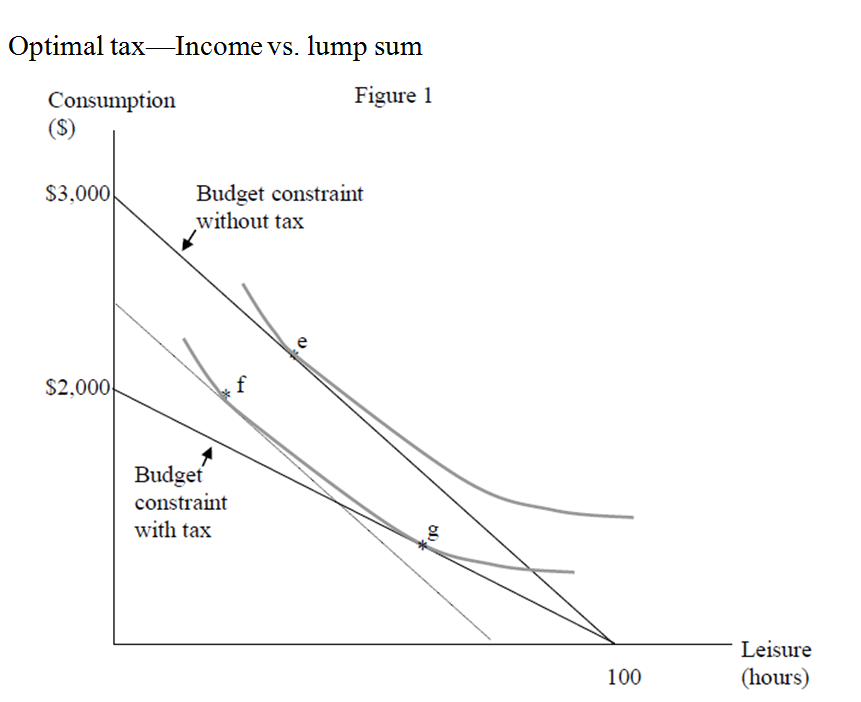 Optimal tax—Income vs. lump sum
Figure 1
Consumption
($)
$3,000
Budget constraint
without tax
e
f
$2,000
Budget
constraint
with tax
g
Leisure
(hours)
100